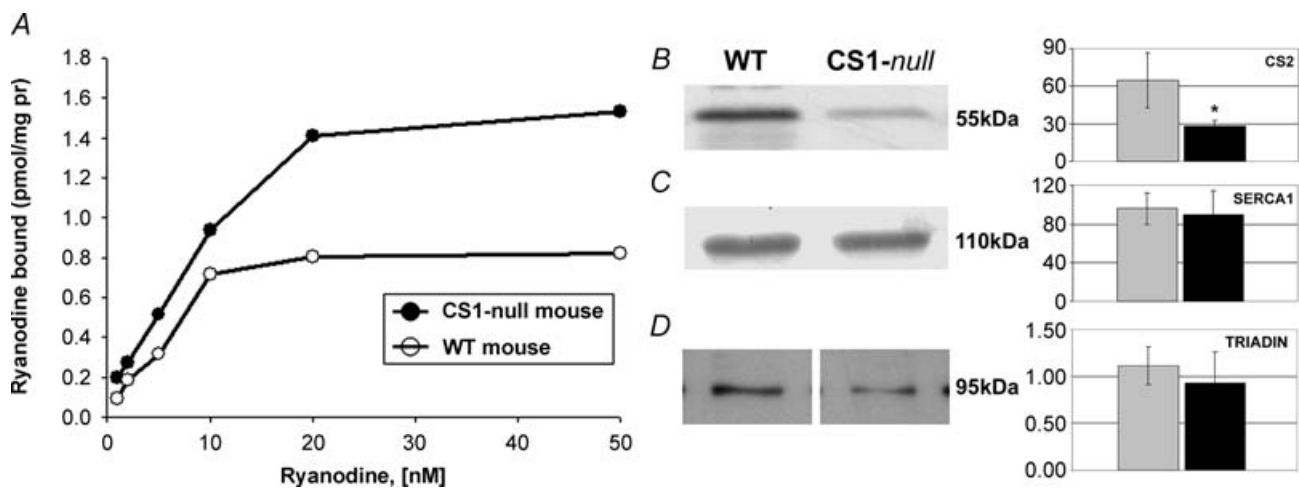 A
Ryanodine bound (pmol/mg pr)
1.8
1.6
1.4
1.2
1.0
0.8
0.6
0.4
0.2
0.0
0
10
20
30
40
50
Ryanodine, [nM]
CS1-null mouse
WT mouse
B
WT
CS1-null
55kDa
90
60
30
0
CS2
*
C
110kDa
120
80
40
0
SERCA1
D
95kDa
1.50
1.00
0.50
0.00
TRIADIN